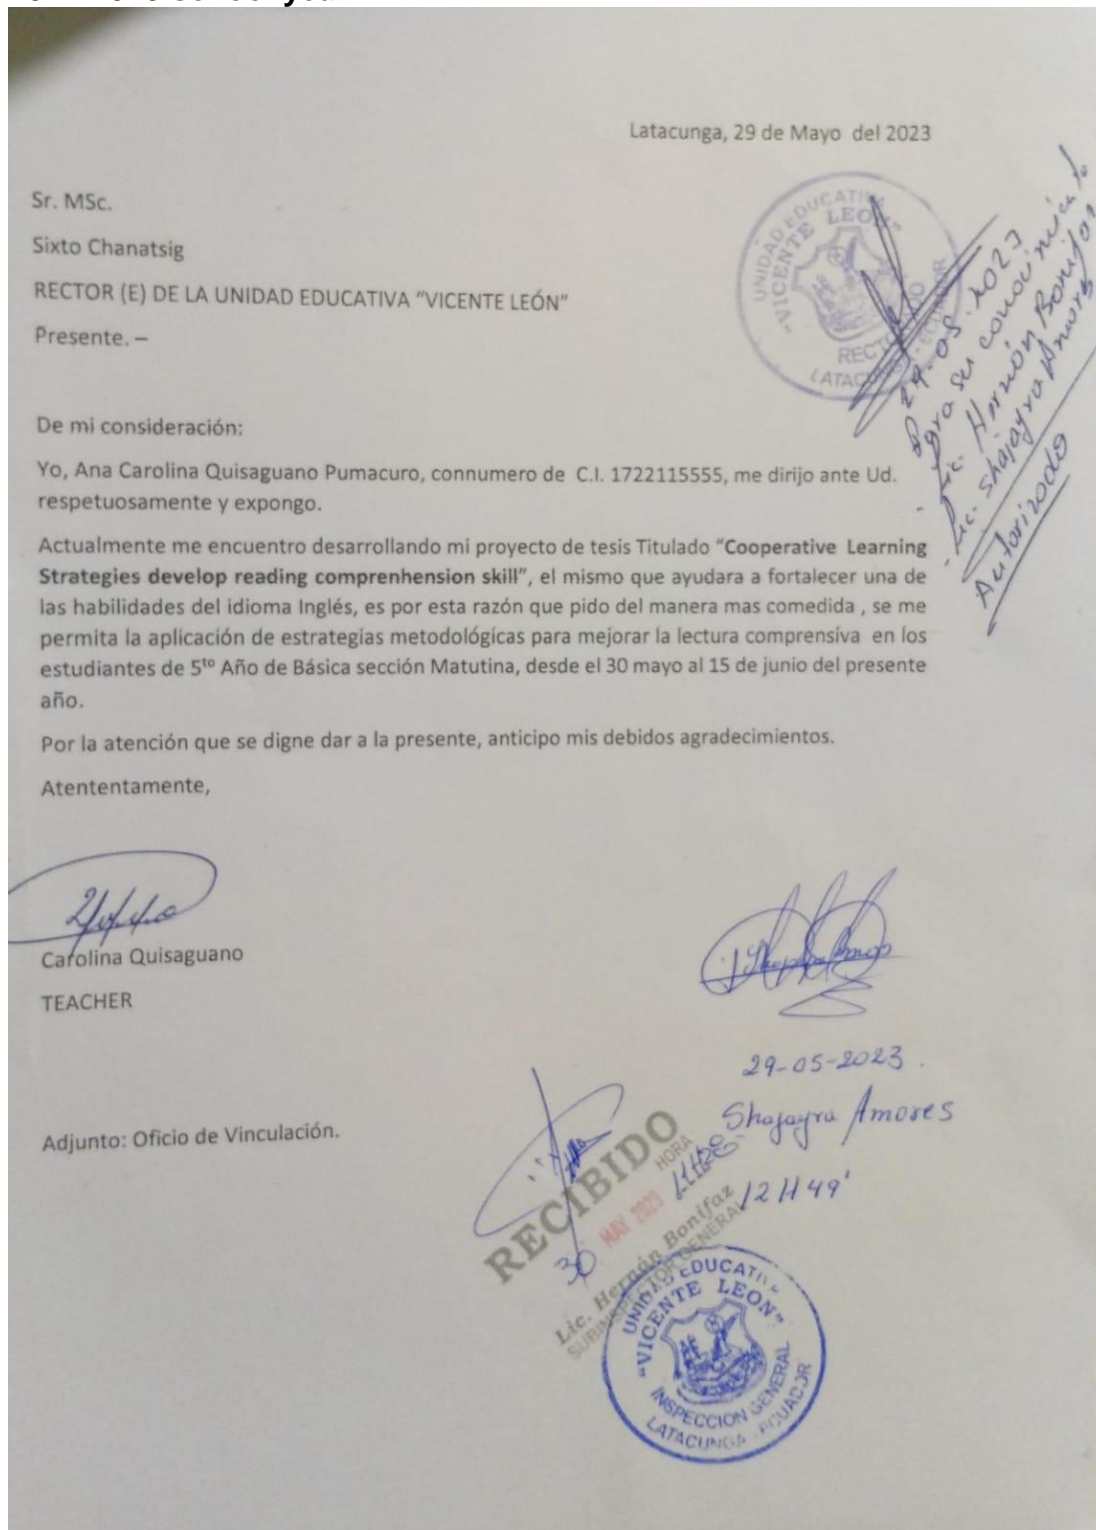 Latacunga, 29 de Mayo del 2023
Sr. MSc.
Sixto Chanatsig
RECTOR (E) DE LA UNIDAD EDUCATIVA “VICENTE LEÓN”
Presente. –
UNIDAD EDUCATIVA
"VICENTE LEON"
RECTORADO
LATACUNGA - ECUADOR
29.05.2023
Para su conocimiento
Lic. Hernán Bonifaz
Lic. Shajayra Amores
Autorizado
De mi consideración:
Yo, Ana Carolina Quisaguano Pumacuro, connumero de C.I. 1722115555, me dirijo ante Ud.
respetuosamente y expongo.
Actualmente me encuentro desarrollando mi proyecto de tesis Titulado “Cooperative Learning
Strategies develop reading comprenhension skill”, el mismo que ayudara a fortalecer una de
las habilidades del idioma Inglés, es por esta razón que pido del manera mas comedida , se me
permita la aplicación de estrategias metodológicas para mejorar la lectura comprensiva en los
estudiantes de 5ᵗᵒ Año de Básica sección Matutina, desde el 30 mayo al 15 de junio del presente
año.
Por la atención que se digne dar a la presente, anticipo mis debidos agradecimientos.
Atententamente,
Carolina Quisaguano
TEACHER
29-05-2023.
Shajayra Amores
12H49'
Adjunto: Oficio de Vinculación.
RECIBIDO
HORA
30 MAY 2023
Lic. Hernán Bonifaz
SUBINSPECTOR GENERAL
UNIDAD EDUCATIVA
"VICENTE LEON"
INSPECCION GENERAL
LATACUNGA - ECUADOR